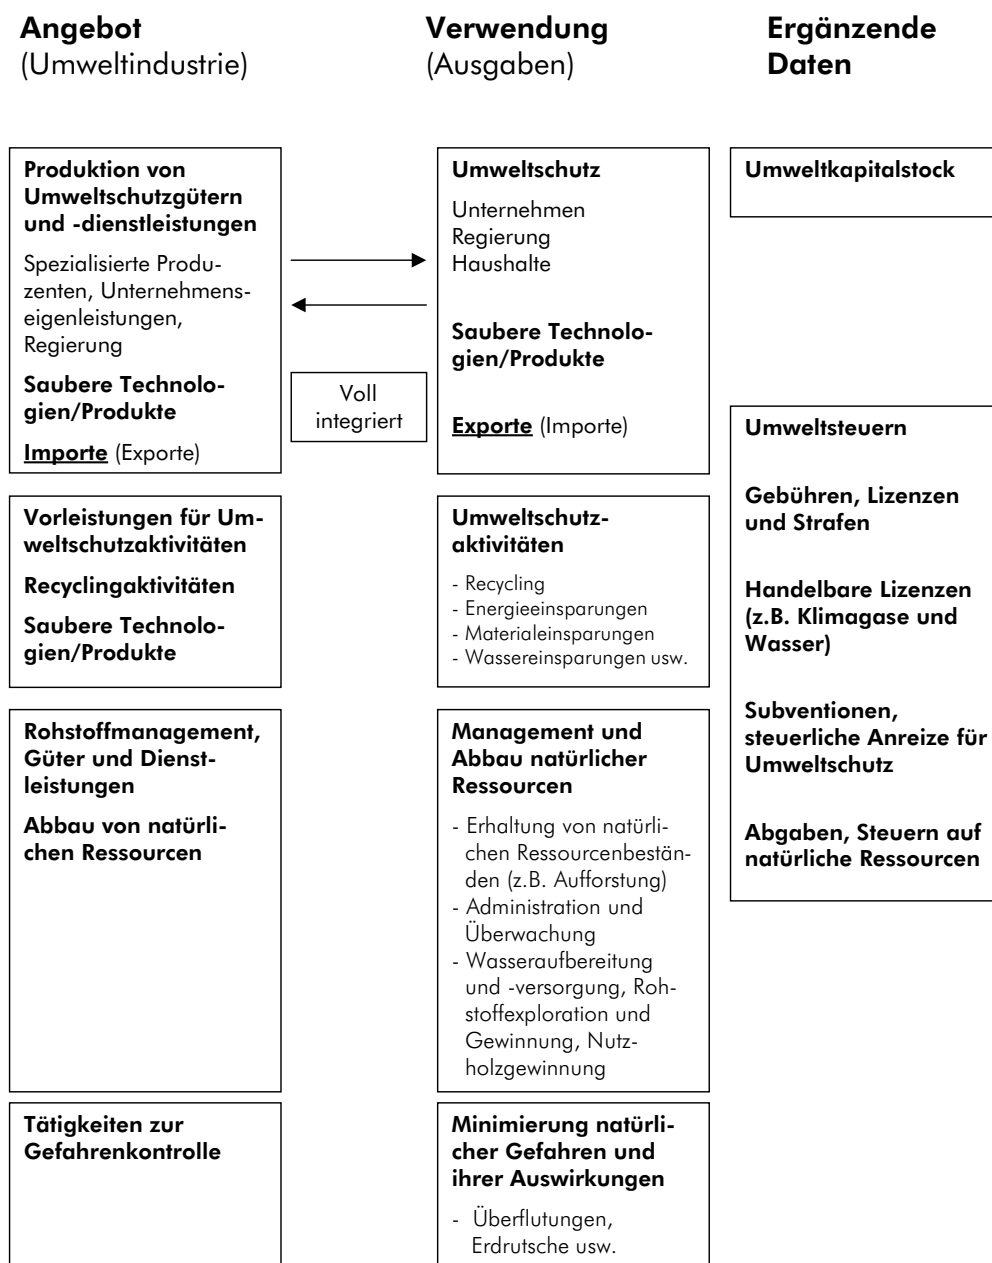 Angebot
(Umweltindustrie)
Verwendung
(Ausgaben)
Ergänzende
Daten
Produktion von
Umweltschutzgütern
und -dienstleistungen
Spezialisierte Produ-
zenten, Unternehmens-
eigenleistungen,
Regierung
Saubere Technolo-
gien/Produkte
Importe (Exporte)
Voll
integriert
Umweltschutz
Unternehmen
Regierung
Haushalte
Saubere Technolo-
gien/Produkte
Exporte (Importe)
Umweltkapitalstock
Vorleistungen für Um-
weltschutzaktivitäten
Recyclingaktivitäten
Saubere Technolo-
gien/Produkte
Umweltschutz-
aktivitäten
- Recycling
- Energieeinsparungen
- Materialeinsparungen
- Wassereinsparungen usw.
Umweltsteuern
Gebühren, Lizenzen
und Strafen
Handelbare Lizenzen
(z.B. Klimagase und
Wasser)
Subventionen,
steuerliche Anreize für
Umweltschutz
Abgaben, Steuern auf
natürliche Ressourcen
Rohstoffmanagement,
Güter und Dienst-
leistungen
Abbau von natürli-
chen Ressourcen
Management und
Abbau natürlicher
Ressourcen
- Erhaltung von natürli-
chen Ressourcenbestän-
den (z.B. Aufforstung)
- Administration und
Überwachung
- Wasseraufbereitung
und -versorgung, Roh-
stoffexploration und
Gewinnung, Nutz-
holzgewinnung
Tätigkeiten zur
Gefahrenkontrolle
Minimierung natürli-
cher Gefahren und
ihrer Auswirkungen
- Überflutungen,
Erdrutsche usw.